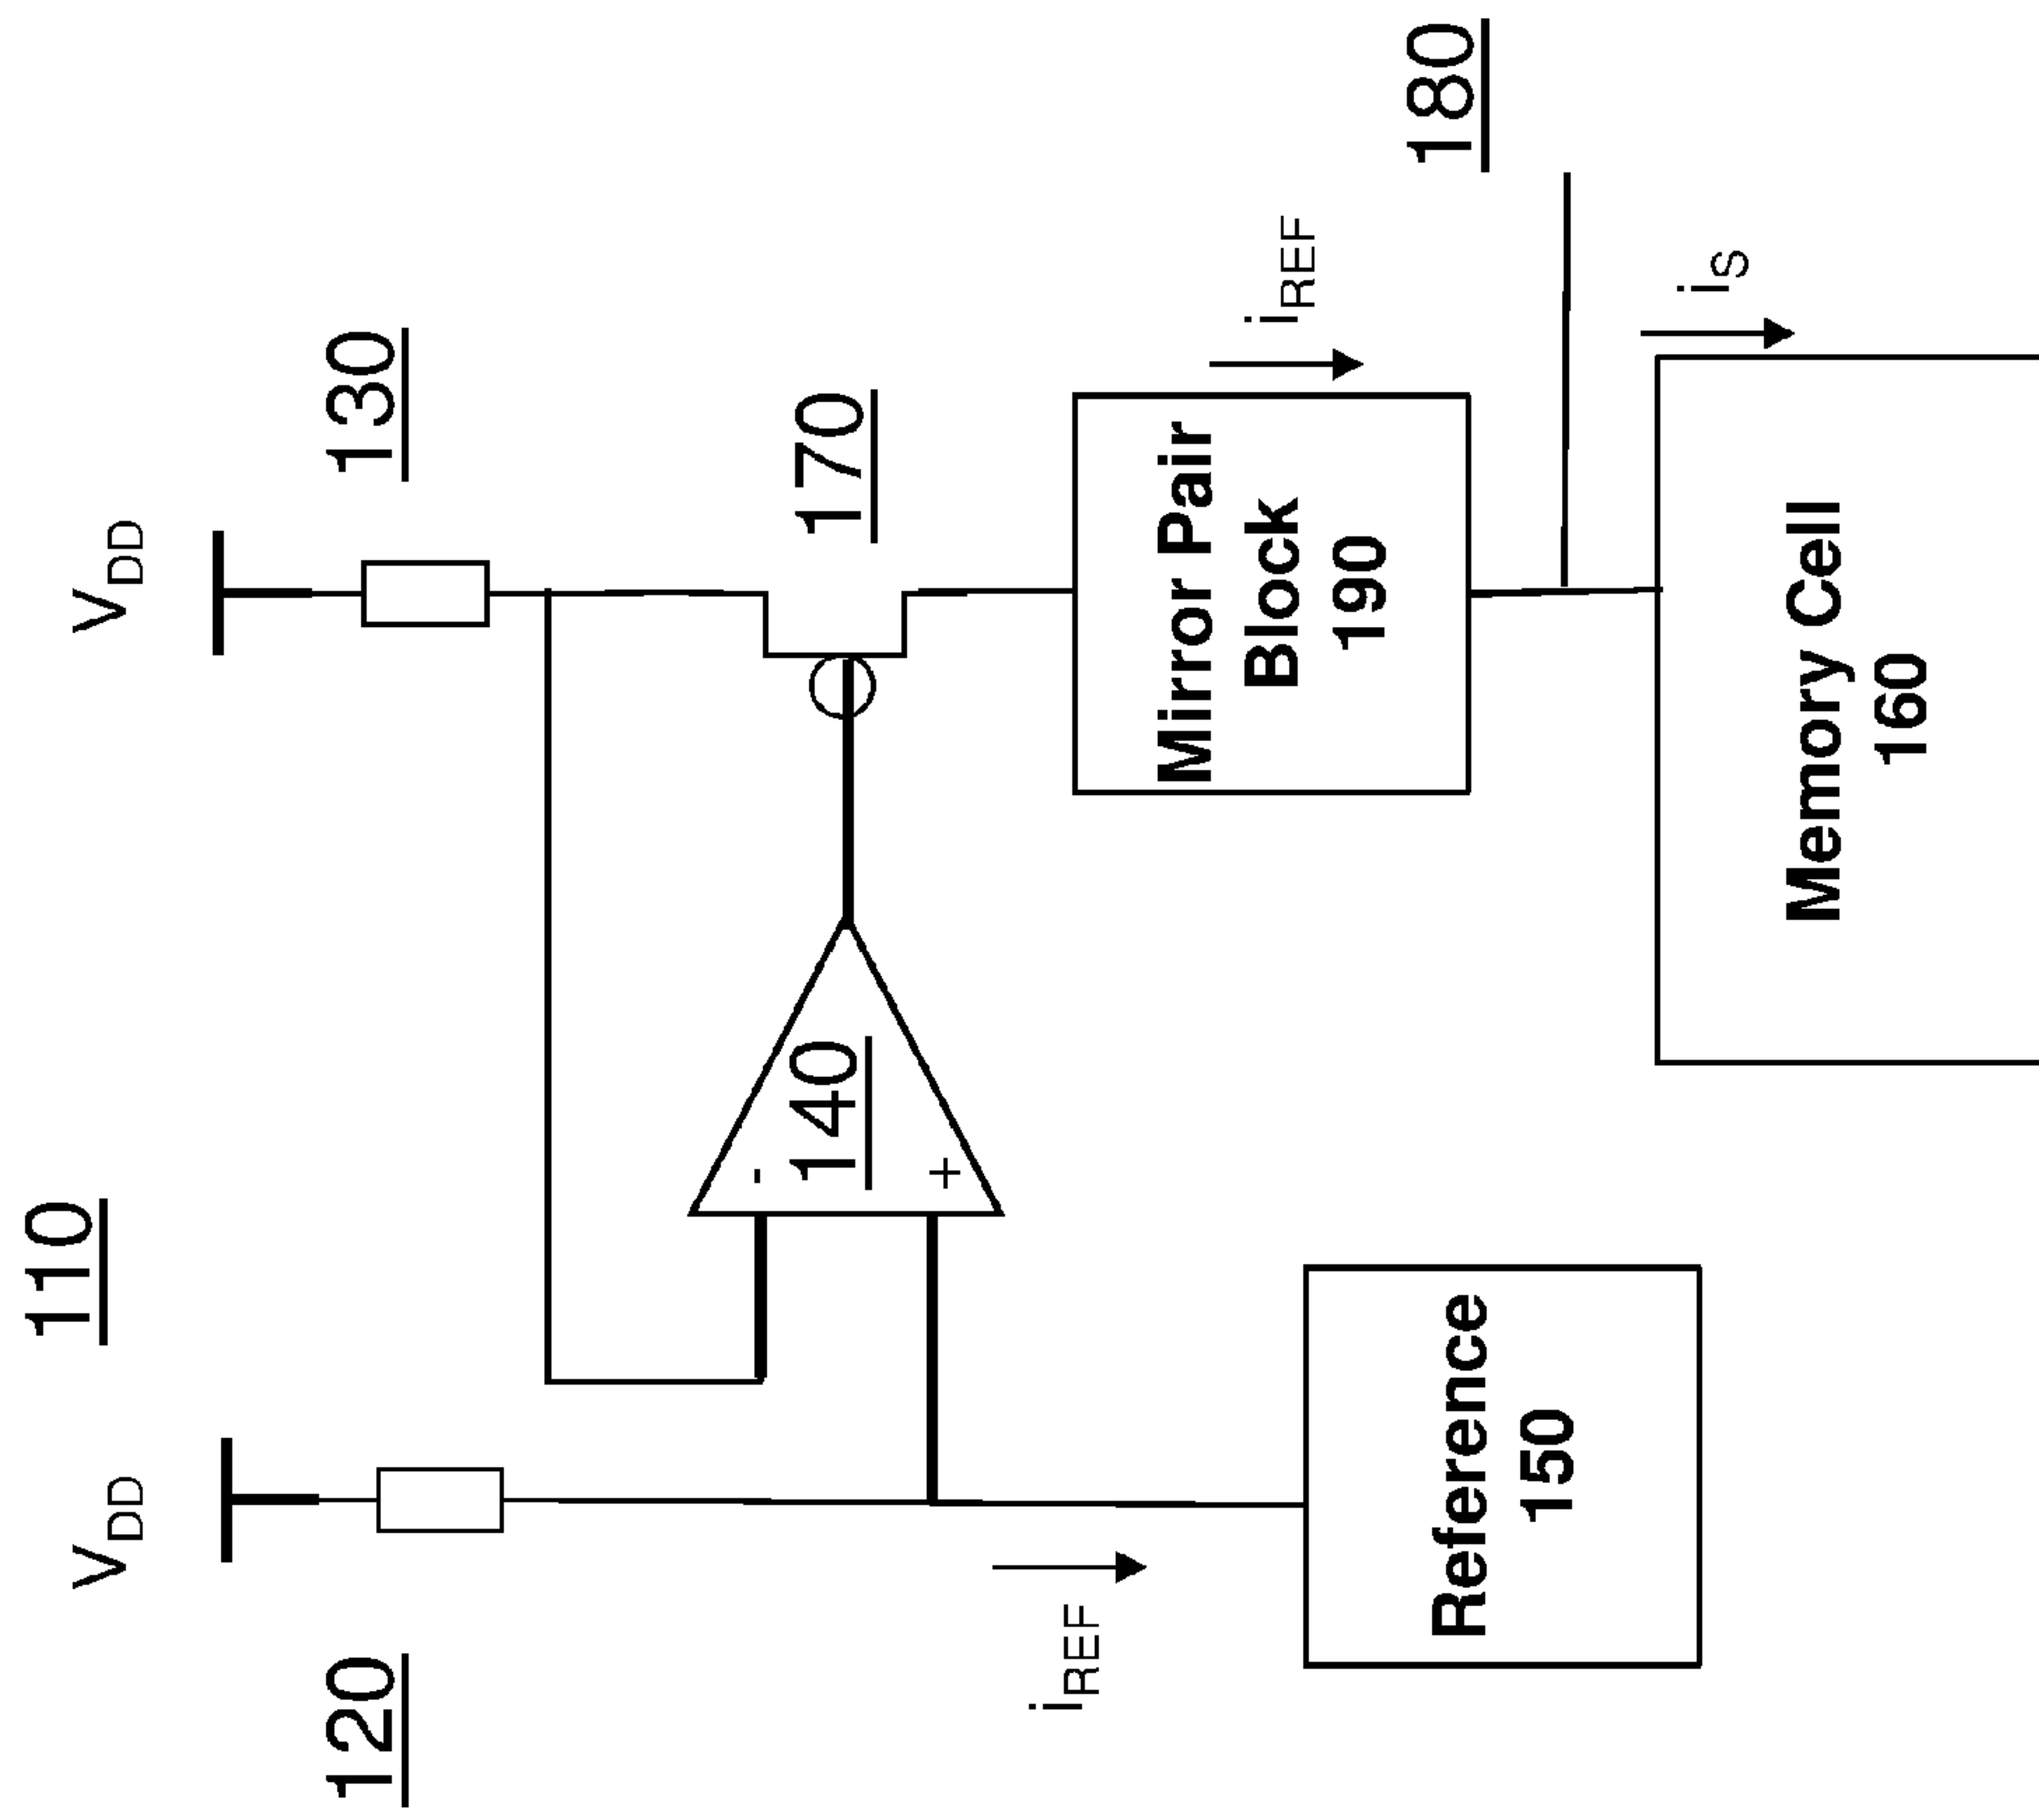 110
120
V_DD
V_DD
130
-
140
+
170
i_REF
Reference
150
Mirror Pair
Block
190
i_REF
180
Memory Cell
160
i_S